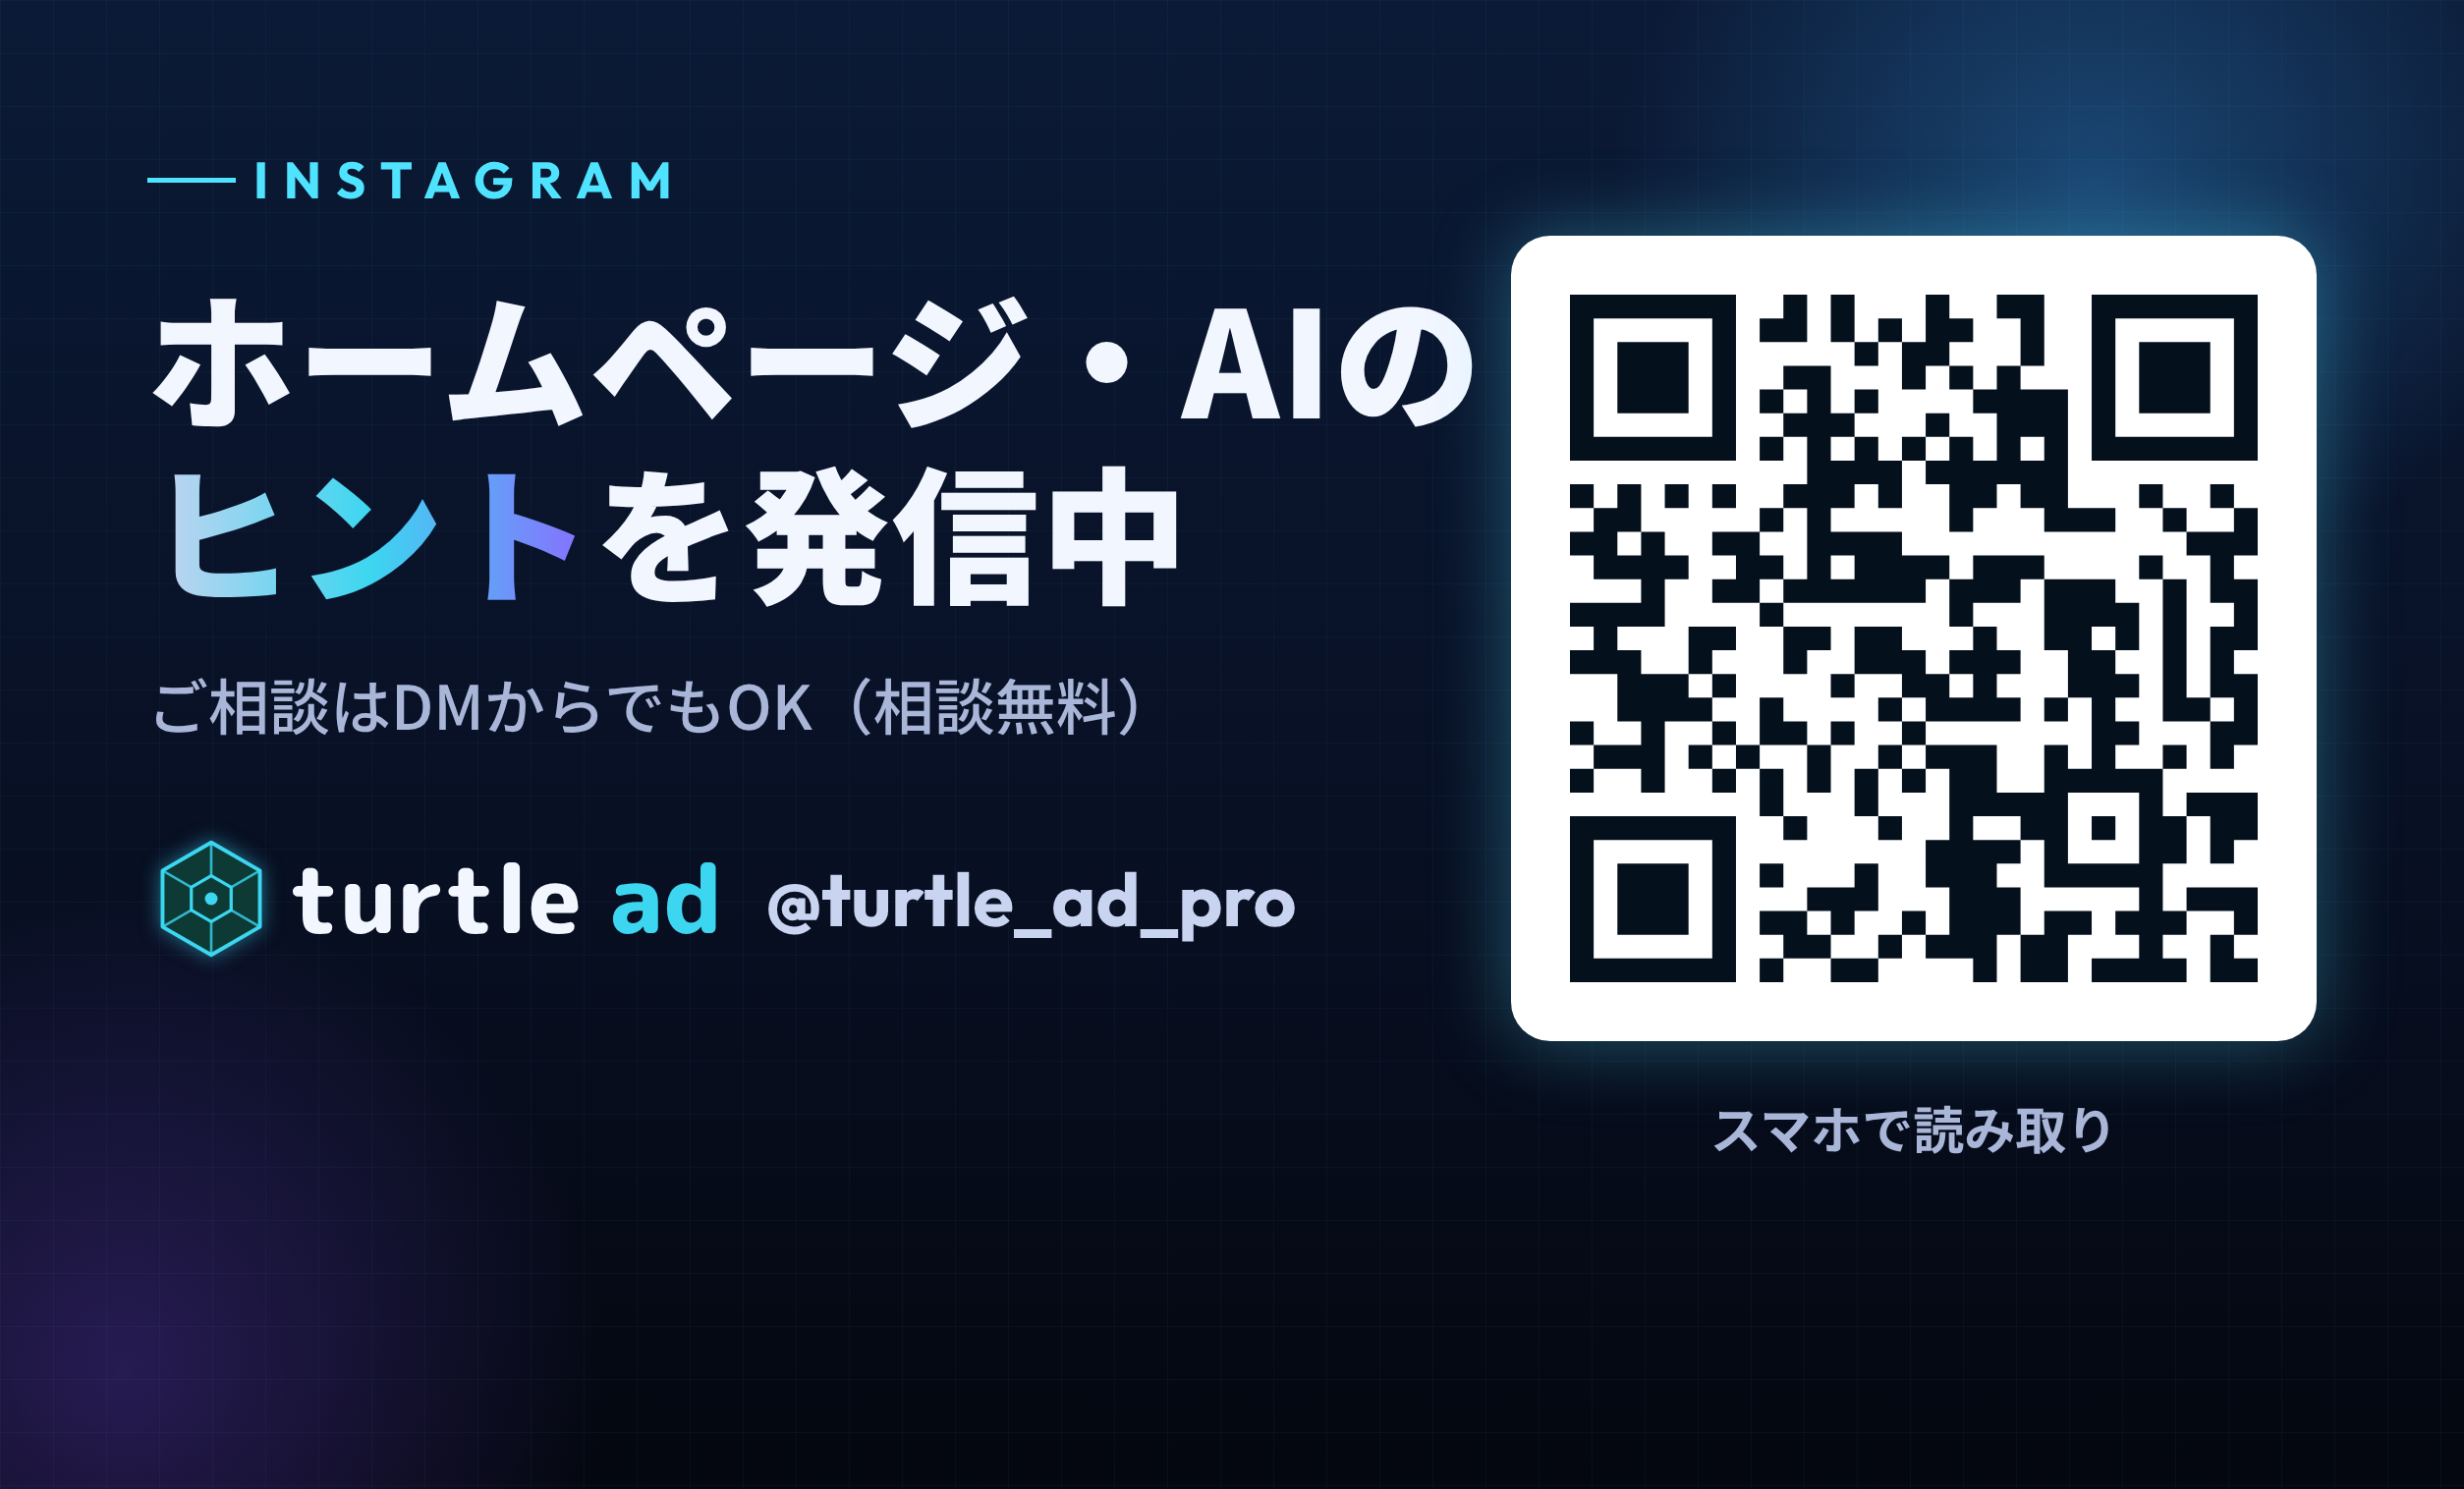 INSTAGRAM
ホームページ・AIの
ヒントを発信中
ご相談はDMからでもOK（相談無料）
turtle ad @turtle_ad_pro
スマホで読み取り